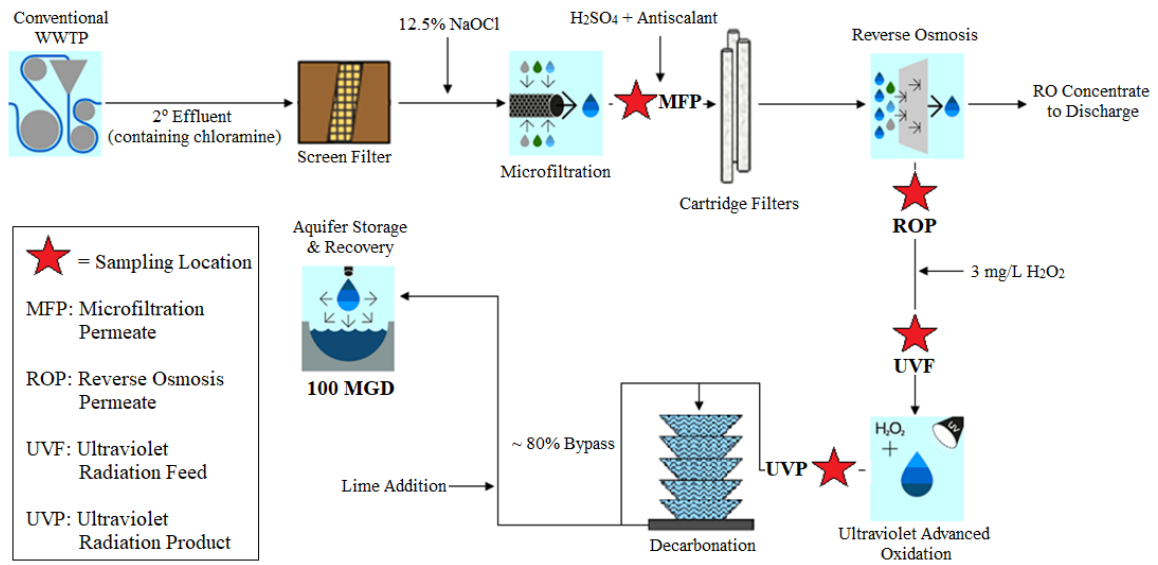 Conventional
WWTP
2º Effluent
(containing chloramine)
Screen Filter
12.5% NaOCl
Microfiltration
H₂SO₄ + Antiscalant
MFP
Cartridge Filters
Reverse Osmosis
RO Concentrate
to Discharge
ROP
3 mg/L H₂O₂
UVF
H₂O₂
+
UV
Ultraviolet Advanced
Oxidation
UVP
Decarbonation
~ 80% Bypass
Lime Addition
Aquifer Storage
& Recovery
100 MGD
= Sampling Location
MFP: Microfiltration
Permeate
ROP: Reverse Osmosis
Permeate
UVF: Ultraviolet
Radiation Feed
UVP: Ultraviolet
Radiation Product